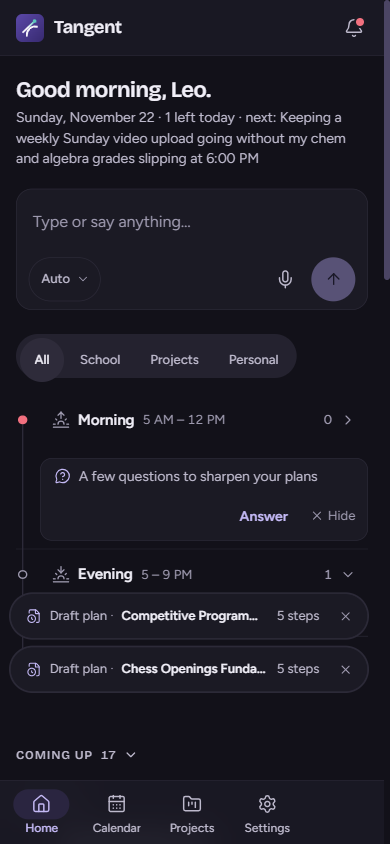 Tangent
Good morning, Leo.
Sunday, November 22 · 1 left today · next: Keeping a
weekly Sunday video upload going without my chem
and algebra grades slipping at 6:00 PM
Type or say anything...
Auto
All School Projects Personal
Morning 5 AM – 12 PM 0
A few questions to sharpen your plans
Answer Hide
Evening 5 – 9 PM 1
Draft plan · Competitive Program... 5 steps
Draft plan · Chess Openings Funda... 5 steps
COMING UP 17
Home Calendar Projects Settings